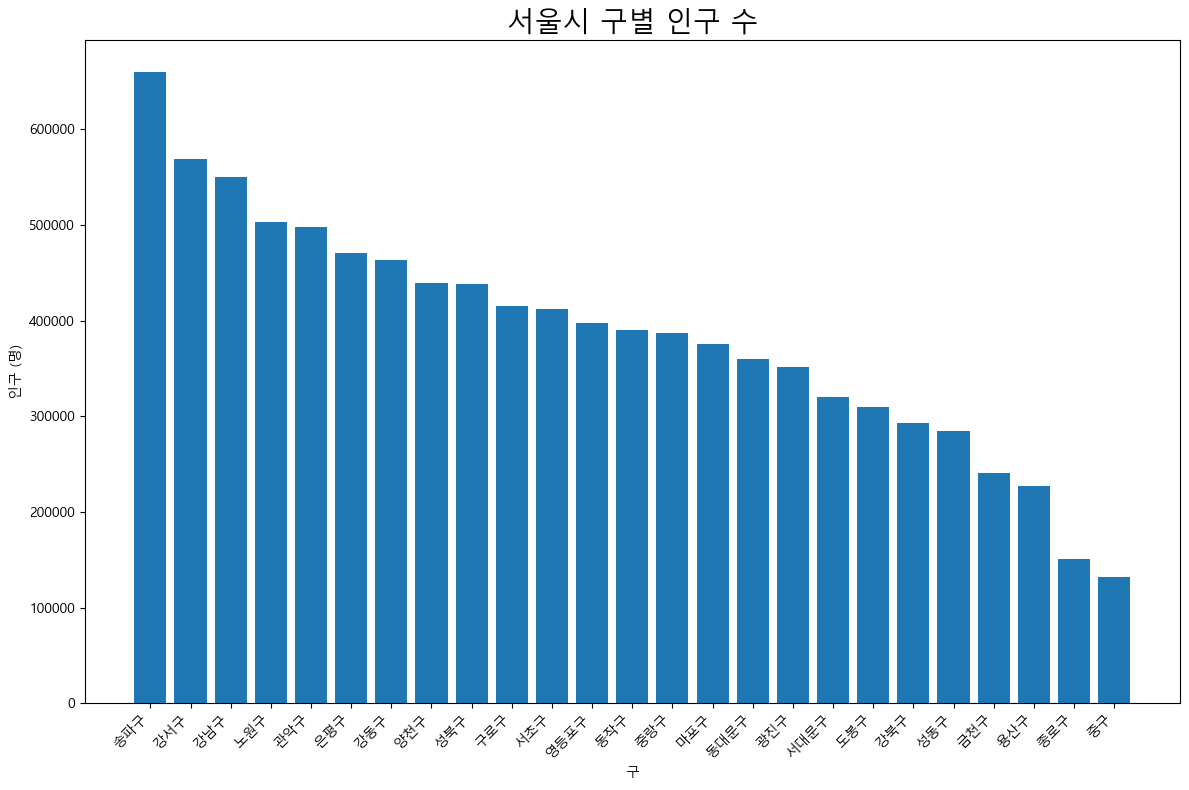 서울시 구별 인구 수
인구 (명)
600000
500000
400000
300000
200000
100000
0
송파구
강서구
강남구
노원구
관악구
은평구
강동구
양천구
성북구
구로구
서초구
영등포구
동작구
중랑구
마포구
동대문구
광진구
서대문구
도봉구
강북구
성동구
금천구
용산구
종로구
중구
구